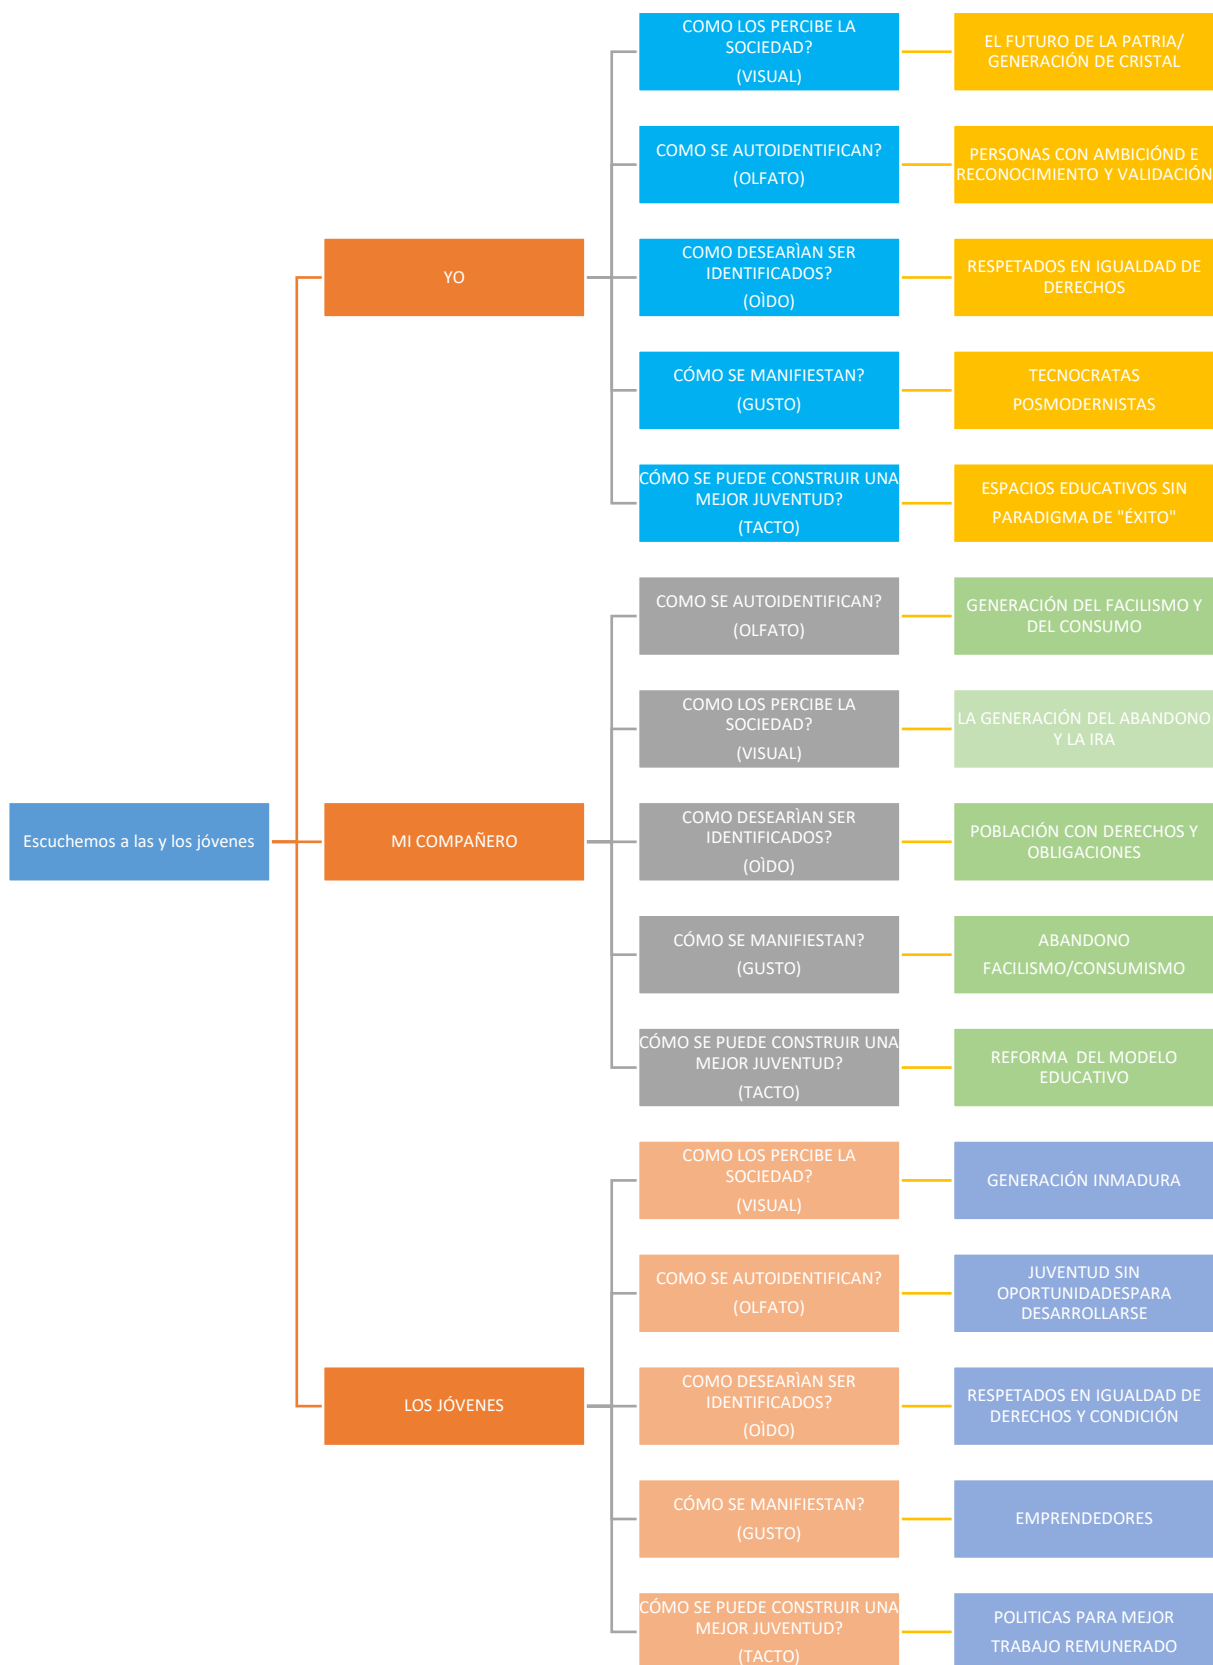 Escuchemos a las y los jóvenes
YO
COMO LOS PERCIBE LA
SOCIEDAD?
(VISUAL)
EL FUTURO DE LA PATRIA/
GENERACIÓN DE CRISTAL
COMO SE AUTOIDENTIFICAN?
(OLFATO)
PERSONAS CON AMBICIÓND E
RECONOCIMIENTO Y VALIDACIÓN
COMO DESEARÌAN SER
IDENTIFICADOS?
(OÌDO)
RESPETADOS EN IGUALDAD DE
DERECHOS
CÓMO SE MANIFIESTAN?
(GUSTO)
TECNOCRATAS
POSMODERNISTAS
CÓMO SE PUEDE CONSTRUIR UNA
MEJOR JUVENTUD?
(TACTO)
ESPACIOS EDUCATIVOS SIN
PARADIGMA DE "ÉXITO"
MI COMPAÑERO
COMO SE AUTOIDENTIFICAN?
(OLFATO)
GENERACIÓN DEL FACILISMO Y
DEL CONSUMO
COMO LOS PERCIBE LA
SOCIEDAD?
(VISUAL)
LA GENERACIÓN DEL ABANDONO
Y LA IRA
COMO DESEARÌAN SER
IDENTIFICADOS?
(OÌDO)
POBLACIÓN CON DERECHOS Y
OBLIGACIONES
CÓMO SE MANIFIESTAN?
(GUSTO)
ABANDONO
FACILISMO/CONSUMISMO
CÓMO SE PUEDE CONSTRUIR UNA
MEJOR JUVENTUD?
(TACTO)
REFORMA  DEL MODELO
EDUCATIVO
LOS JÓVENES
COMO LOS PERCIBE LA
SOCIEDAD?
(VISUAL)
GENERACIÓN INMADURA
COMO SE AUTOIDENTIFICAN?
(OLFATO)
JUVENTUD SIN
OPORTUNIDADESPARA
DESARROLLARSE
COMO DESEARÌAN SER
IDENTIFICADOS?
(OÌDO)
RESPETADOS EN IGUALDAD DE
DERECHOS Y CONDICIÓN
CÓMO SE MANIFIESTAN?
(GUSTO)
EMPRENDEDORES
CÓMO SE PUEDE CONSTRUIR UNA
MEJOR JUVENTUD?
(TACTO)
POLITICAS PARA MEJOR
TRABAJO REMUNERADO